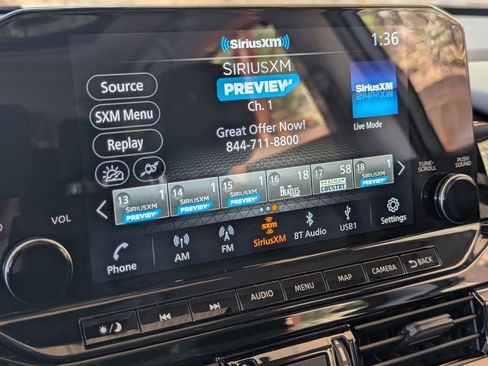 SiriusXM
1:36
SIRIUSXM
PREVIEW
Ch. 1
Source
SXM Menu
Replay
Great Offer Now!
844-711-8800
SiriusXM
Live Mode
13 1
SIRIUSXM
PREVIEW
14 1
SIRIUSXM
PREVIEW
15 1
SIRIUSXM
PREVIEW
16 18
THE
BEATLES
17 58
COUNTRY
18 1
SIRIUSXM
PREVIEW
Phone
AM
FM
sxm
SiriusXM
BT Audio
USB1
Settings
VOL
TUNE·
SCROLL
PUSH
SOUND
AUDIO
MENU
MAP
CAMERA
BACK